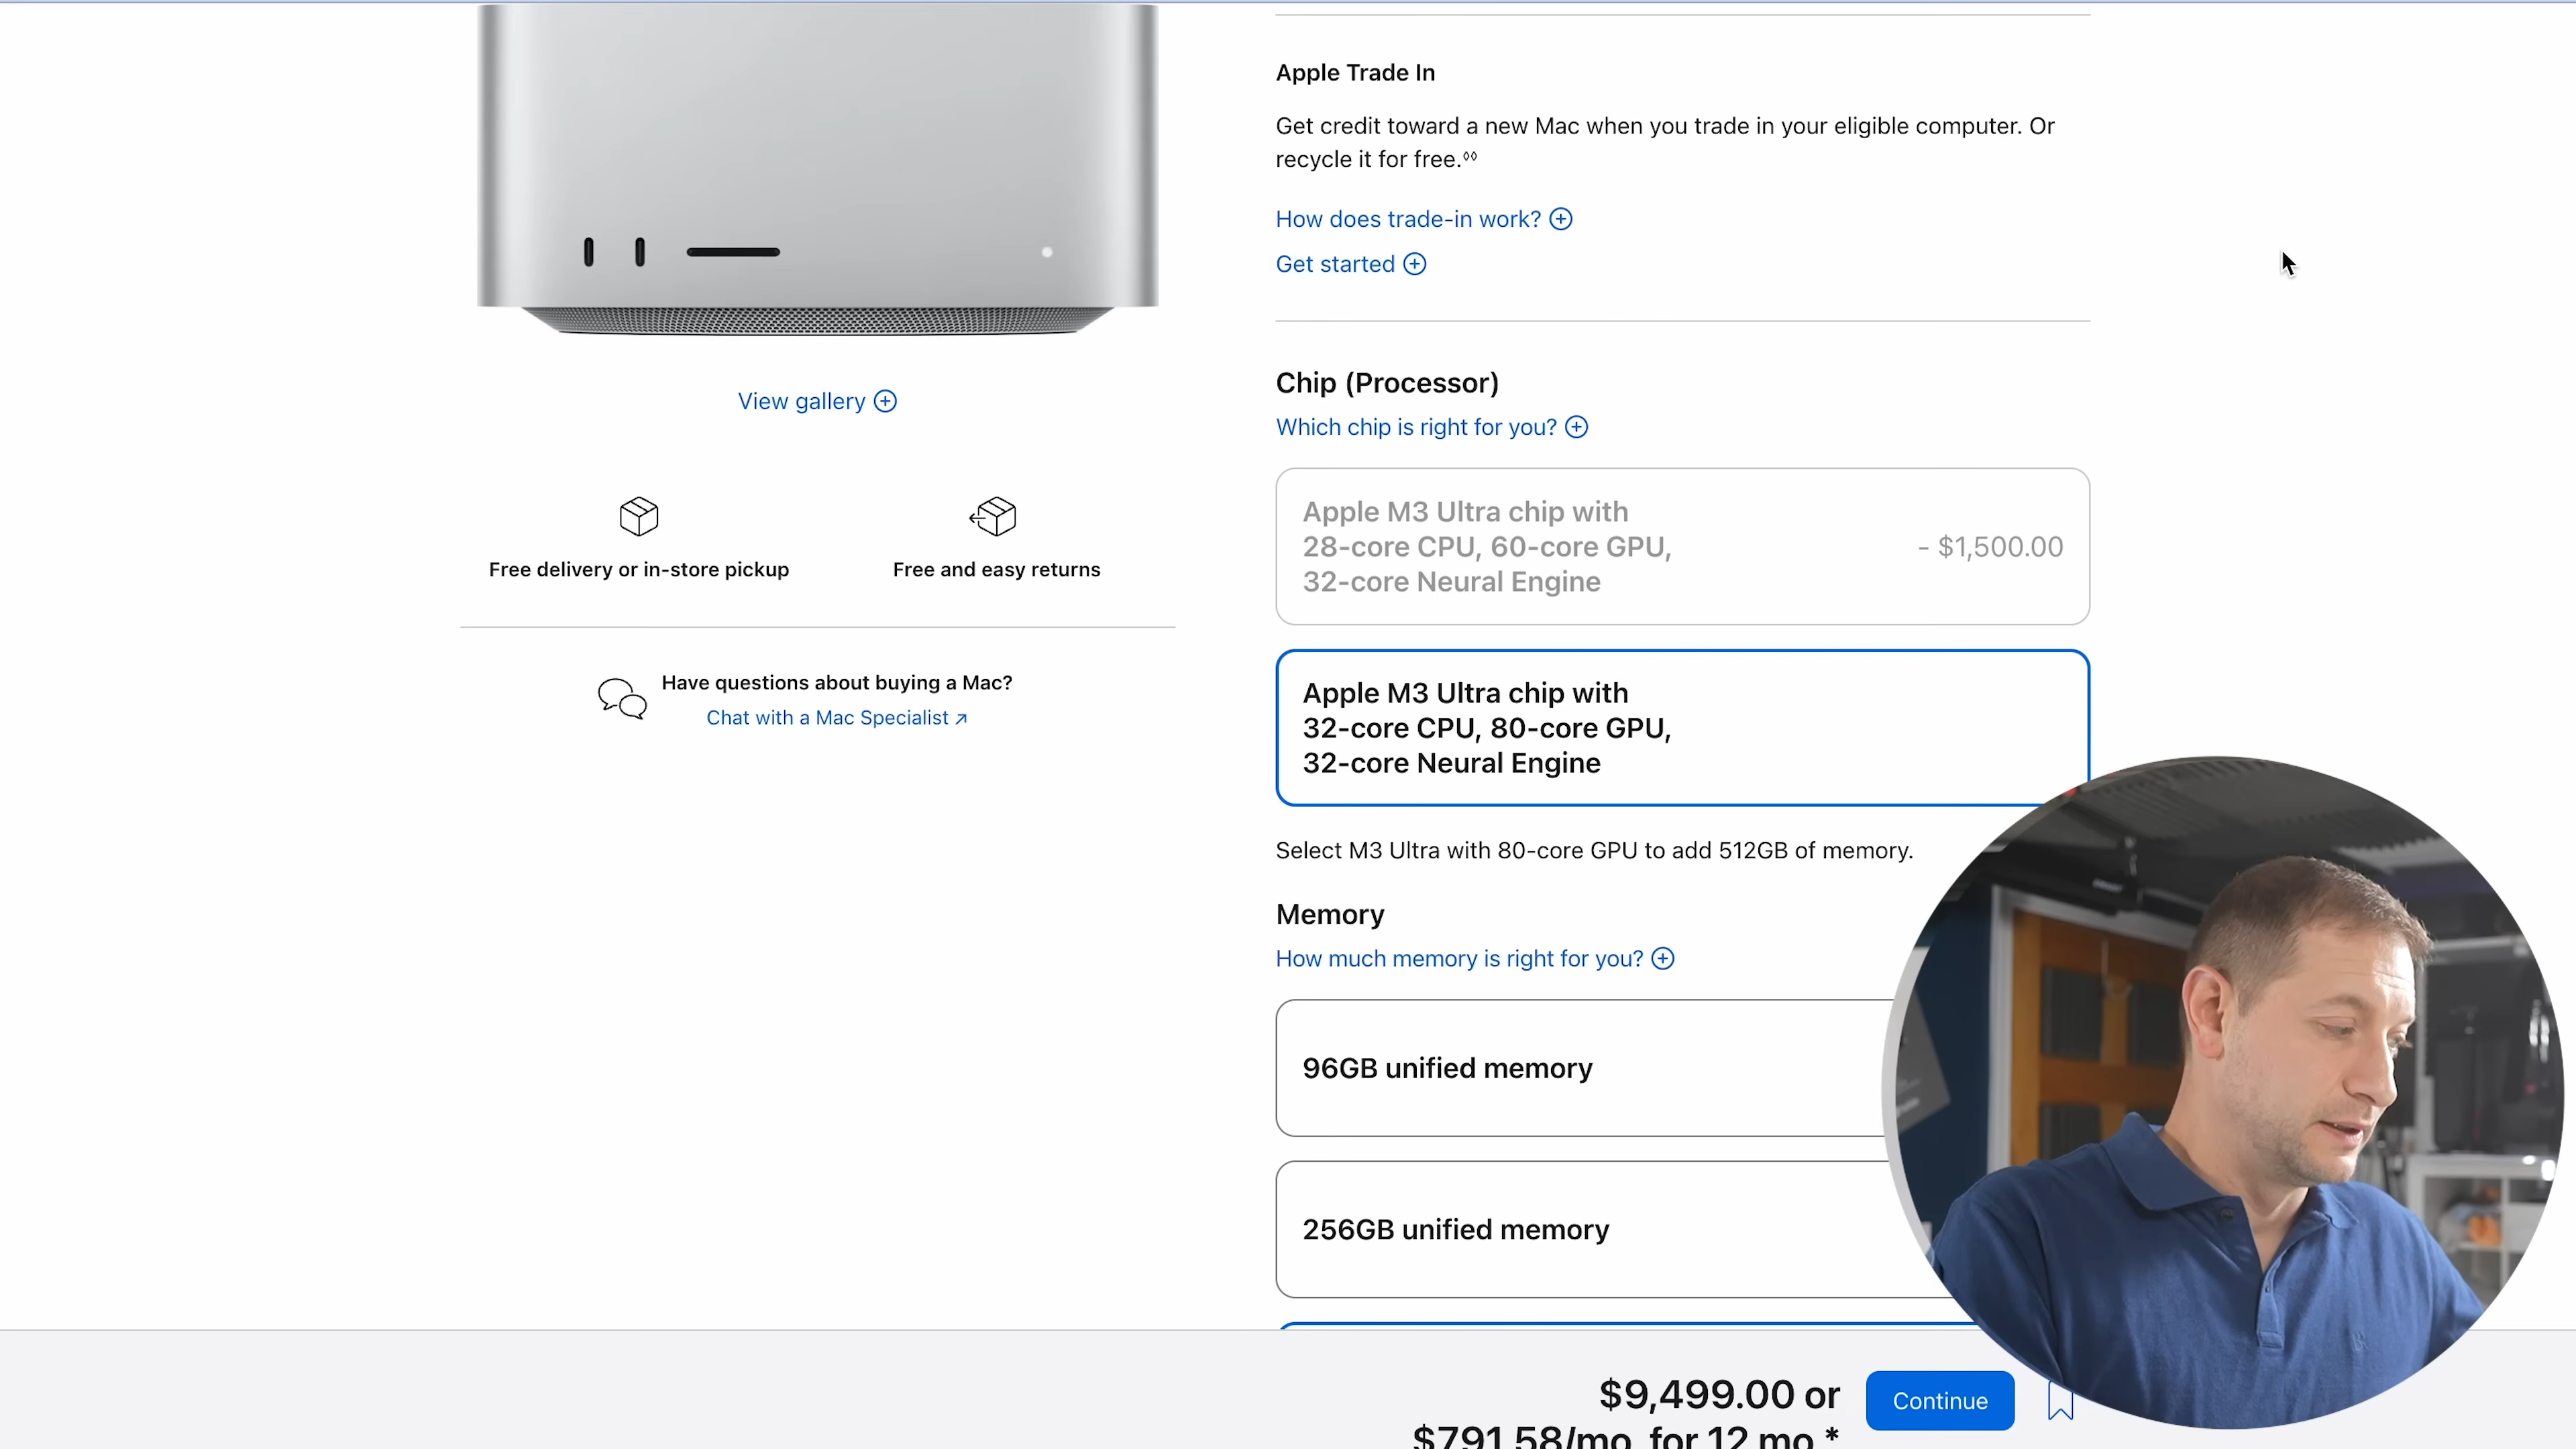 Apple Trade In
Get credit toward a new Mac when you trade in your eligible computer. Or
recycle it for free.◊◊
How does trade-in work?
Get started
View gallery
Free delivery or in-store pickup
Free and easy returns
Have questions about buying a Mac?
Chat with a Mac Specialist ↗
Chip (Processor)
Which chip is right for you?
Apple M3 Ultra chip with
28-core CPU, 60-core GPU,
32-core Neural Engine
- $1,500.00
Apple M3 Ultra chip with
32-core CPU, 80-core GPU,
32-core Neural Engine
Select M3 Ultra with 80-core GPU to add 512GB of memory.
Memory
How much memory is right for you?
96GB unified memory
256GB unified memory
$9,499.00 or
$791.58/mo. for 12 mo.*
Continue